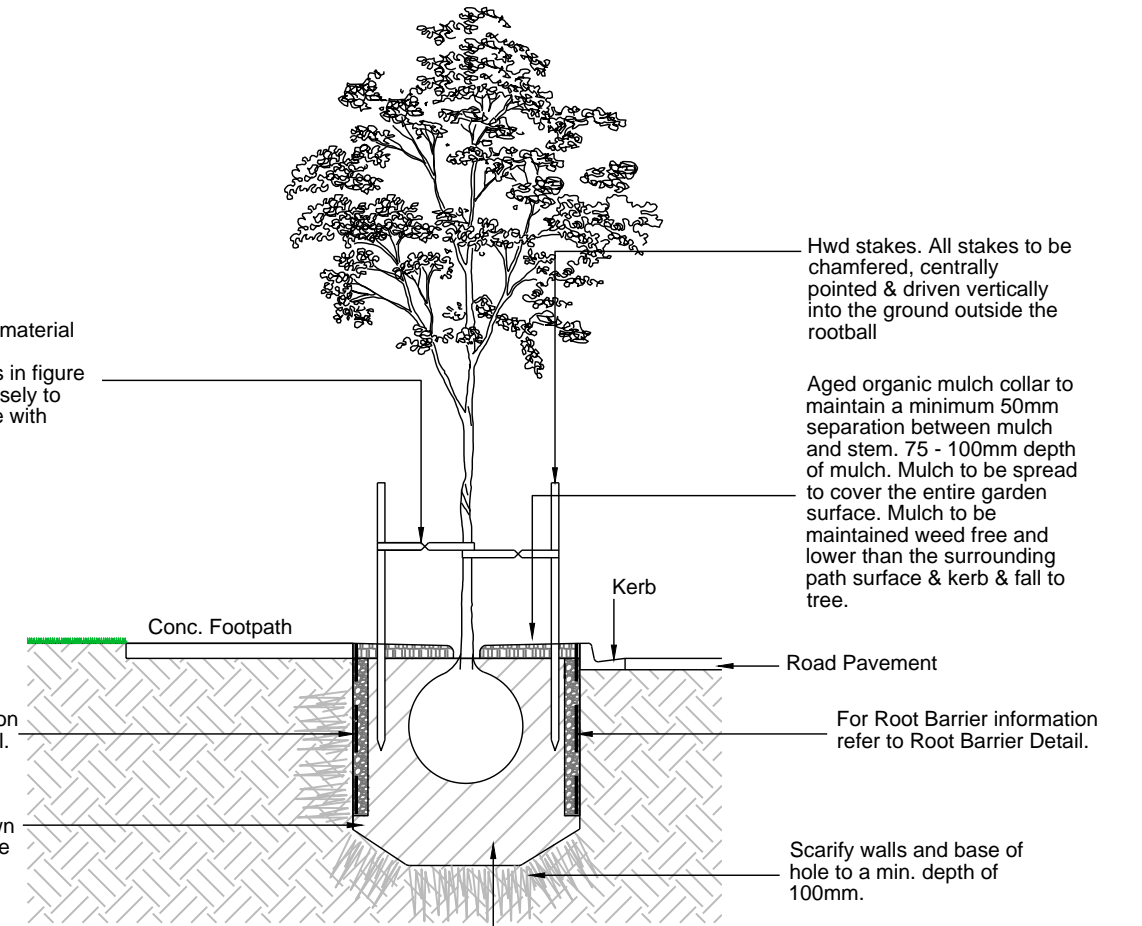 Hwd stakes. All stakes to be
chamfered, centrally
pointed & driven vertically
into the ground outside the
rootball
material
s in figure
sely to
e with
Aged organic mulch collar to
maintain a minimum 50mm
separation between mulch
and stem. 75 - 100mm depth
of mulch. Mulch to be spread
to cover the entire garden
surface. Mulch to be
maintained weed free and
lower than the surrounding
path surface & kerb & fall to
tree.
Kerb
Conc. Footpath
Road Pavement
on
l.
For Root Barrier information
refer to Root Barrier Detail.
wn
e
Scarify walls and base of
hole to a min. depth of
100mm.